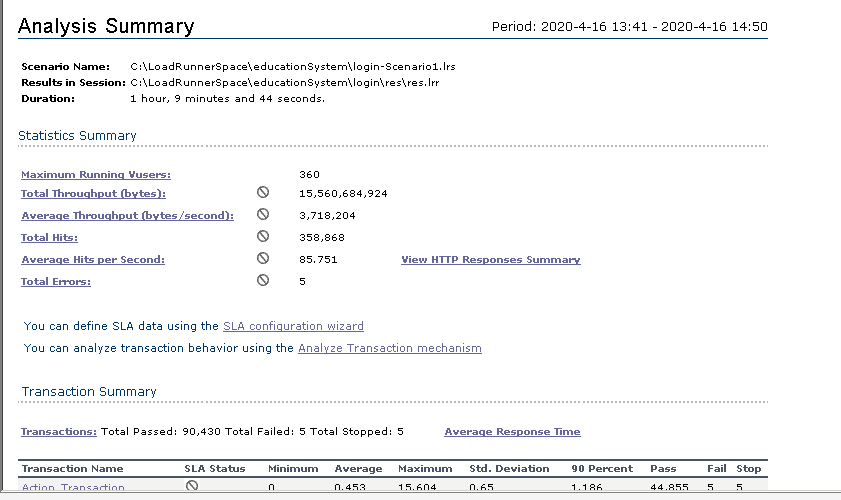 Analysis Summary Period: 2020-4-16 13:41 - 2020-4-16 14:50
Scenario Name: C:\LoadRunnerSpace\educationSystem\login-Scenario1.lrs
Results in Session: C:\LoadRunnerSpace\educationSystem\login\res\res.lrr
Duration: 1 hour, 9 minutes and 44 seconds.
Statistics Summary
Maximum Running Vusers: 360
Total Throughput (bytes): 15,560,684,924
Average Throughput (bytes/second): 3,718,204
Total Hits: 358,868
Average Hits per Second: 85.751 View HTTP Responses Summary
Total Errors: 5
You can define SLA data using the SLA configuration wizard
You can analyze transaction behavior using the Analyze Transaction mechanism
Transaction Summary
Transactions: Total Passed: 90,430 Total Failed: 5 Total Stopped: 5 Average Response Time
Transaction Name SLA Status Minimum Average Maximum Std. Deviation 90 Percent Pass Fail Stop
Action_Transaction 0 0.453 15.604 0.65 1.186 44,855 5 5